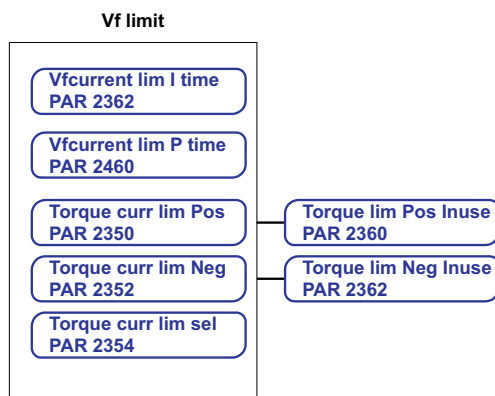 Vf limit
Vfcurrent lim I time
PAR 2362
Vfcurrent lim P time
PAR 2460
Torque curr lim Pos
PAR 2350
Torque lim Pos Inuse
PAR 2360
Torque curr lim Neg
PAR 2352
Torque lim Neg Inuse
PAR 2362
Torque curr lim sel
PAR 2354